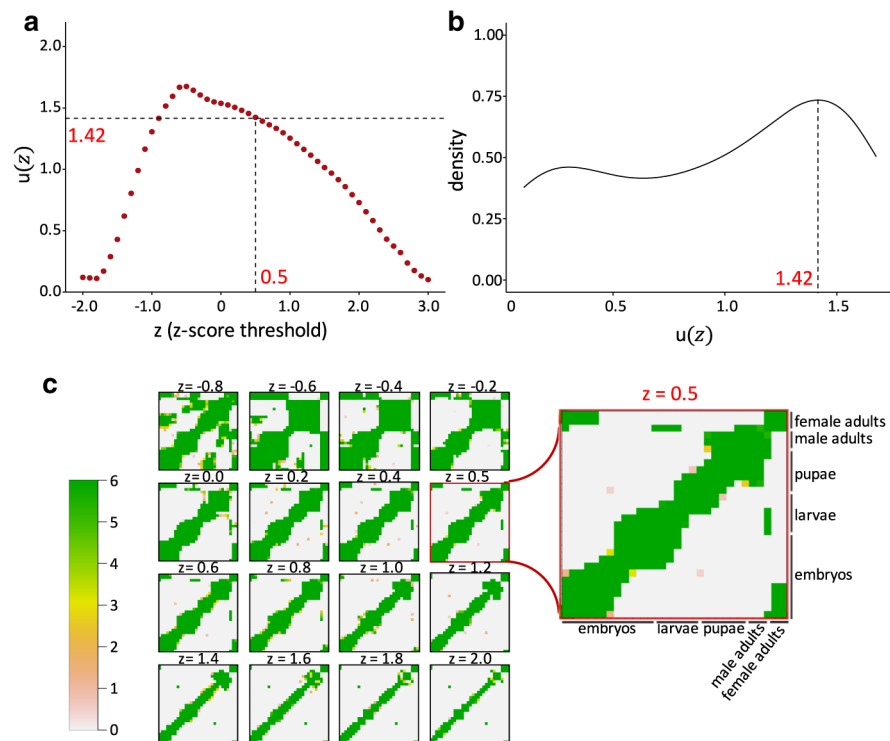 a
u(z)
2.0
1.5
1.0
0.5
0.0
1.42
0.5
-2.0 -1.0 0 1.0 2.0 3.0
z (z-score threshold)
b
density
1.00
0.75
0.50
0.25
0.00
1.42
0 0.5 1.0 1.5
u(z)
c
6
5
4
3
2
1
0
z= -0.8 z= -0.6 z= -0.4 z= -0.2
z= 0.0 z= 0.2 z= 0.4 z= 0.5
z= 0.6 z= 0.8 z= 1.0 z= 1.2
z= 1.4 z= 1.6 z= 1.8 z= 2.0
z = 0.5
female adults
male adults
pupae
larvae
embryos
embryos larvae pupae male adults female adults